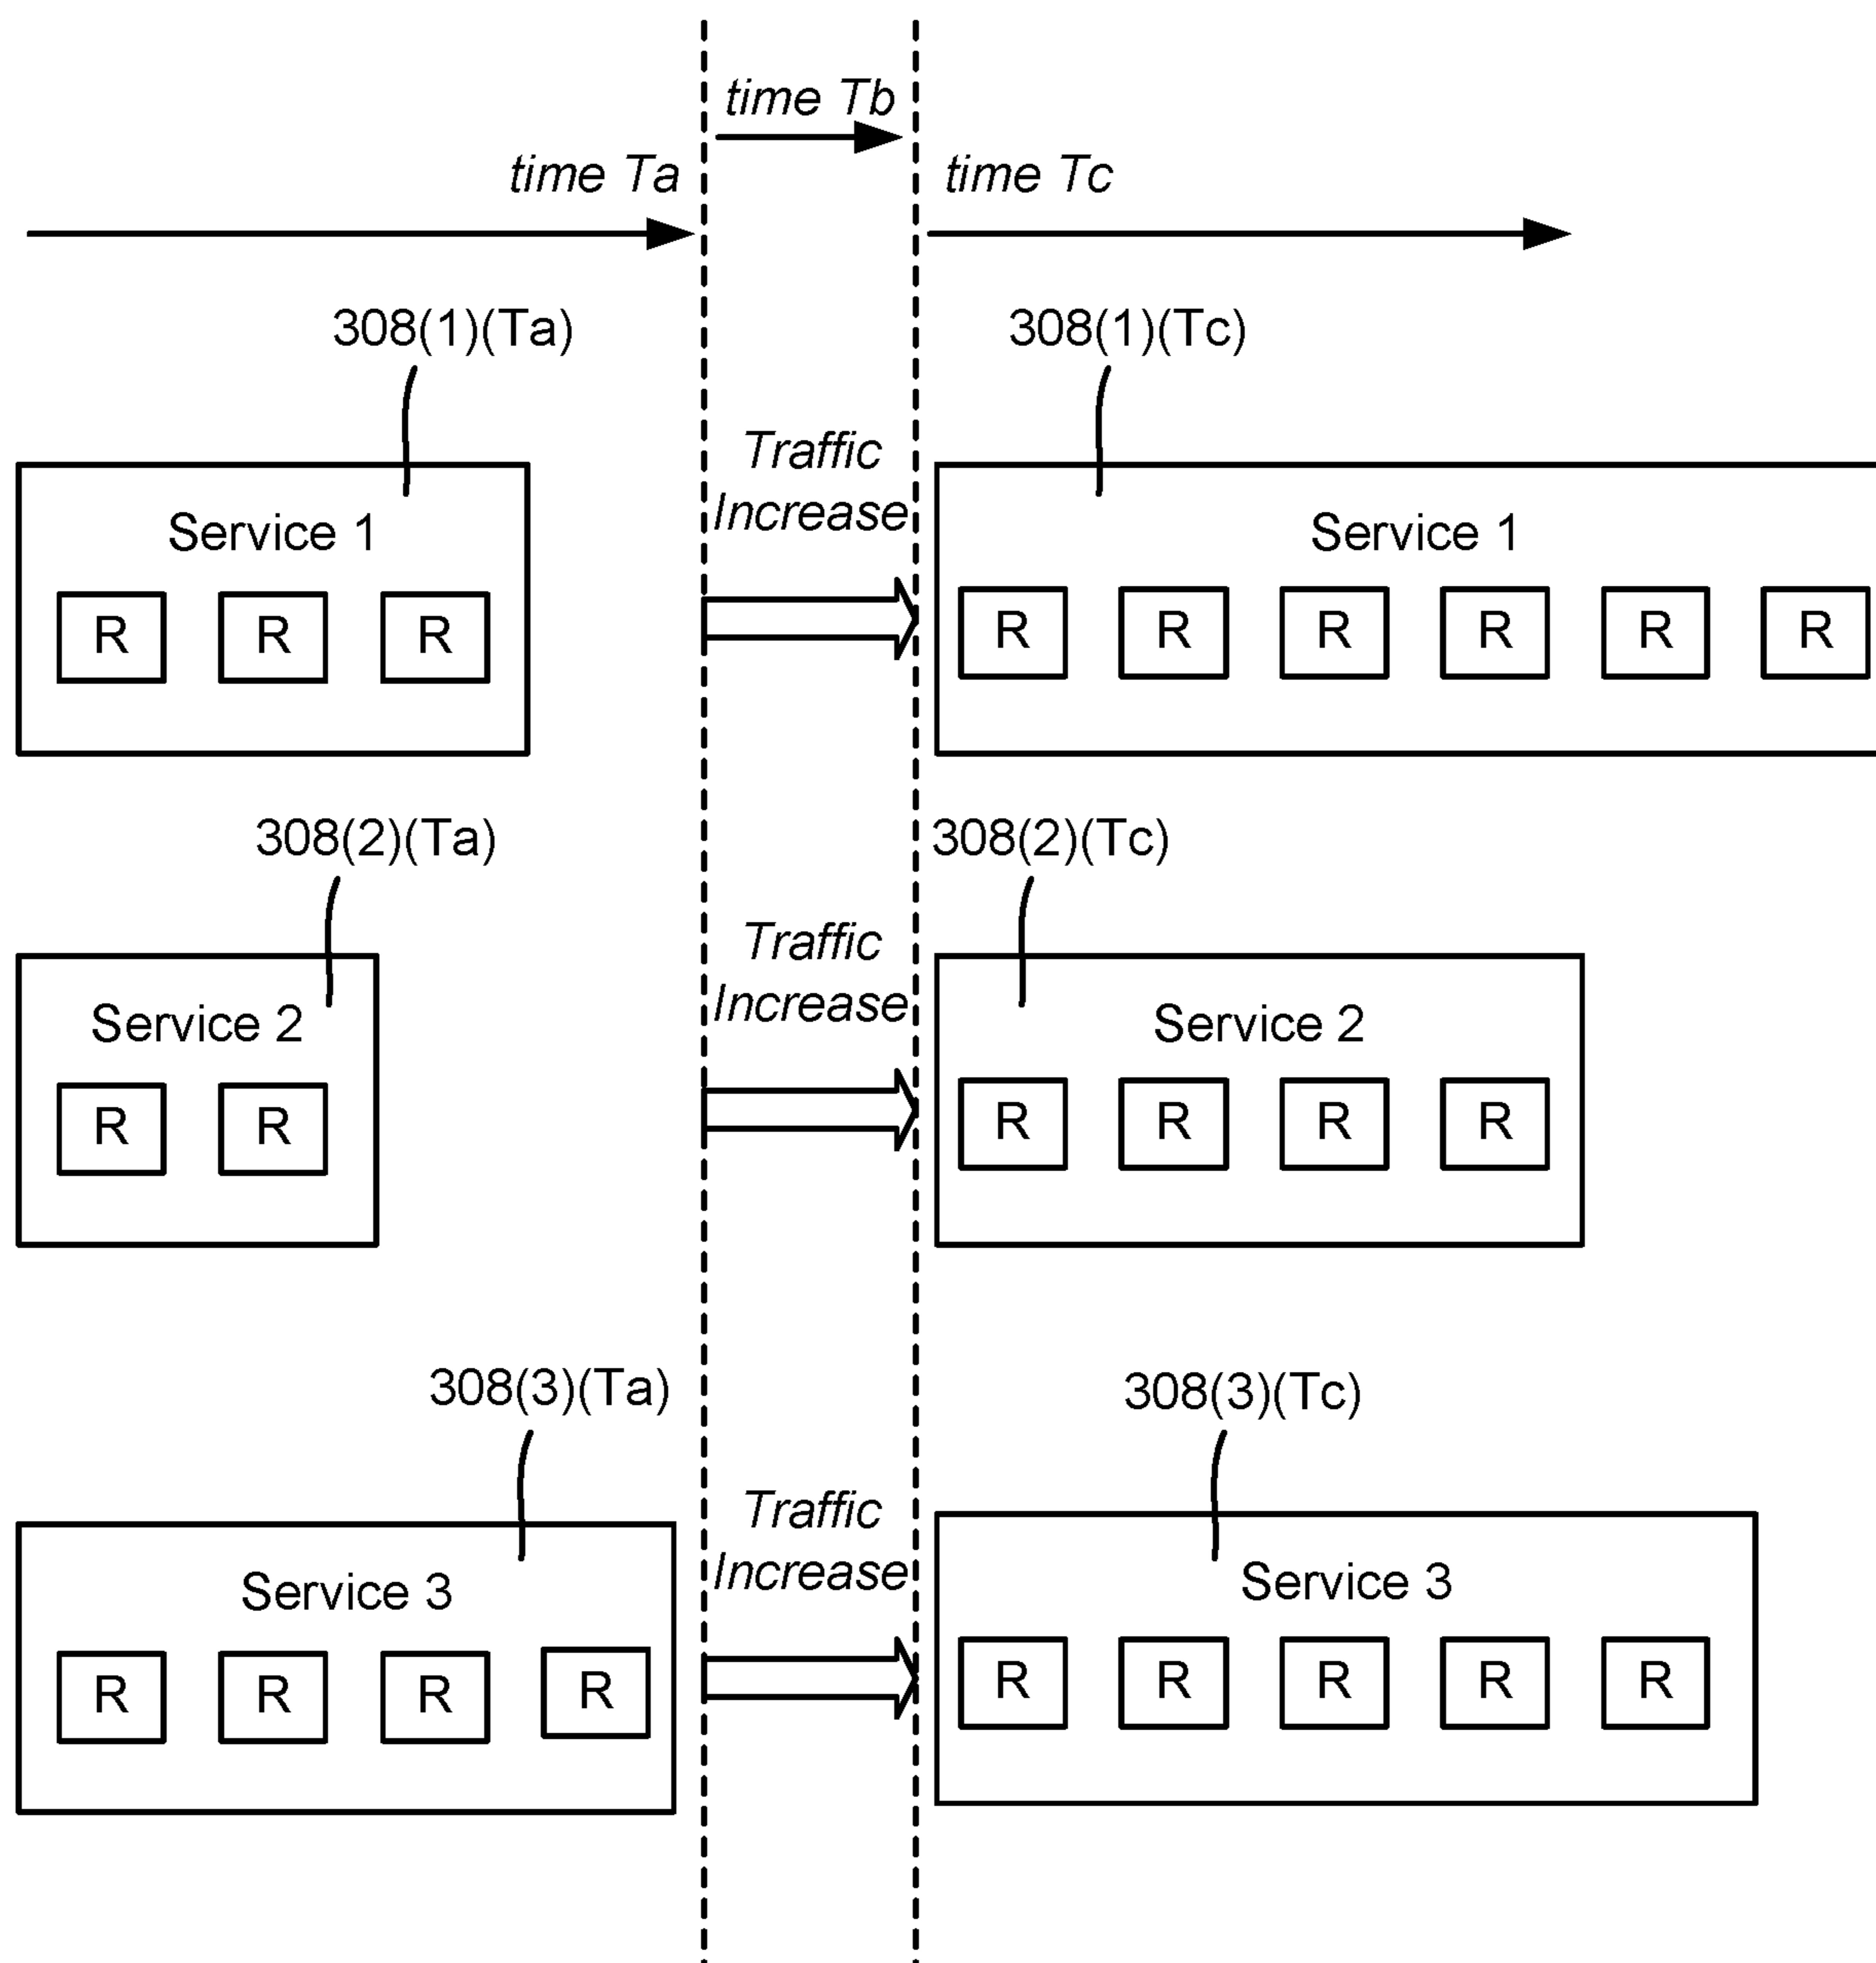 time Tb
time Ta
time Tc
308(1)(Ta)
308(1)(Tc)
Traffic
Increase
Service 1
R R R
Service 1
R R R R R R
308(2)(Ta)
308(2)(Tc)
Traffic
Increase
Service 2
R R
Service 2
R R R R
308(3)(Ta)
308(3)(Tc)
Traffic
Increase
Service 3
R R R R
Service 3
R R R R R